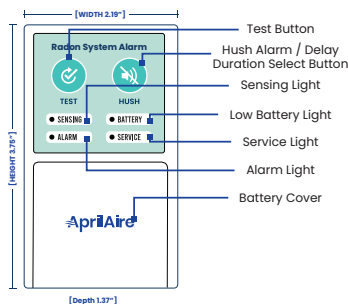 [WIDTH 2.19"]
Radon System Alarm
TEST
HUSH
SENSING
BATTERY
ALARM
SERVICE
AprilAire
[HEIGHT 3.75"]
[Depth 1.37"]
Test Button
Hush Alarm / Delay
Duration Select Button
Sensing Light
Low Battery Light
Service Light
Alarm Light
Battery Cover